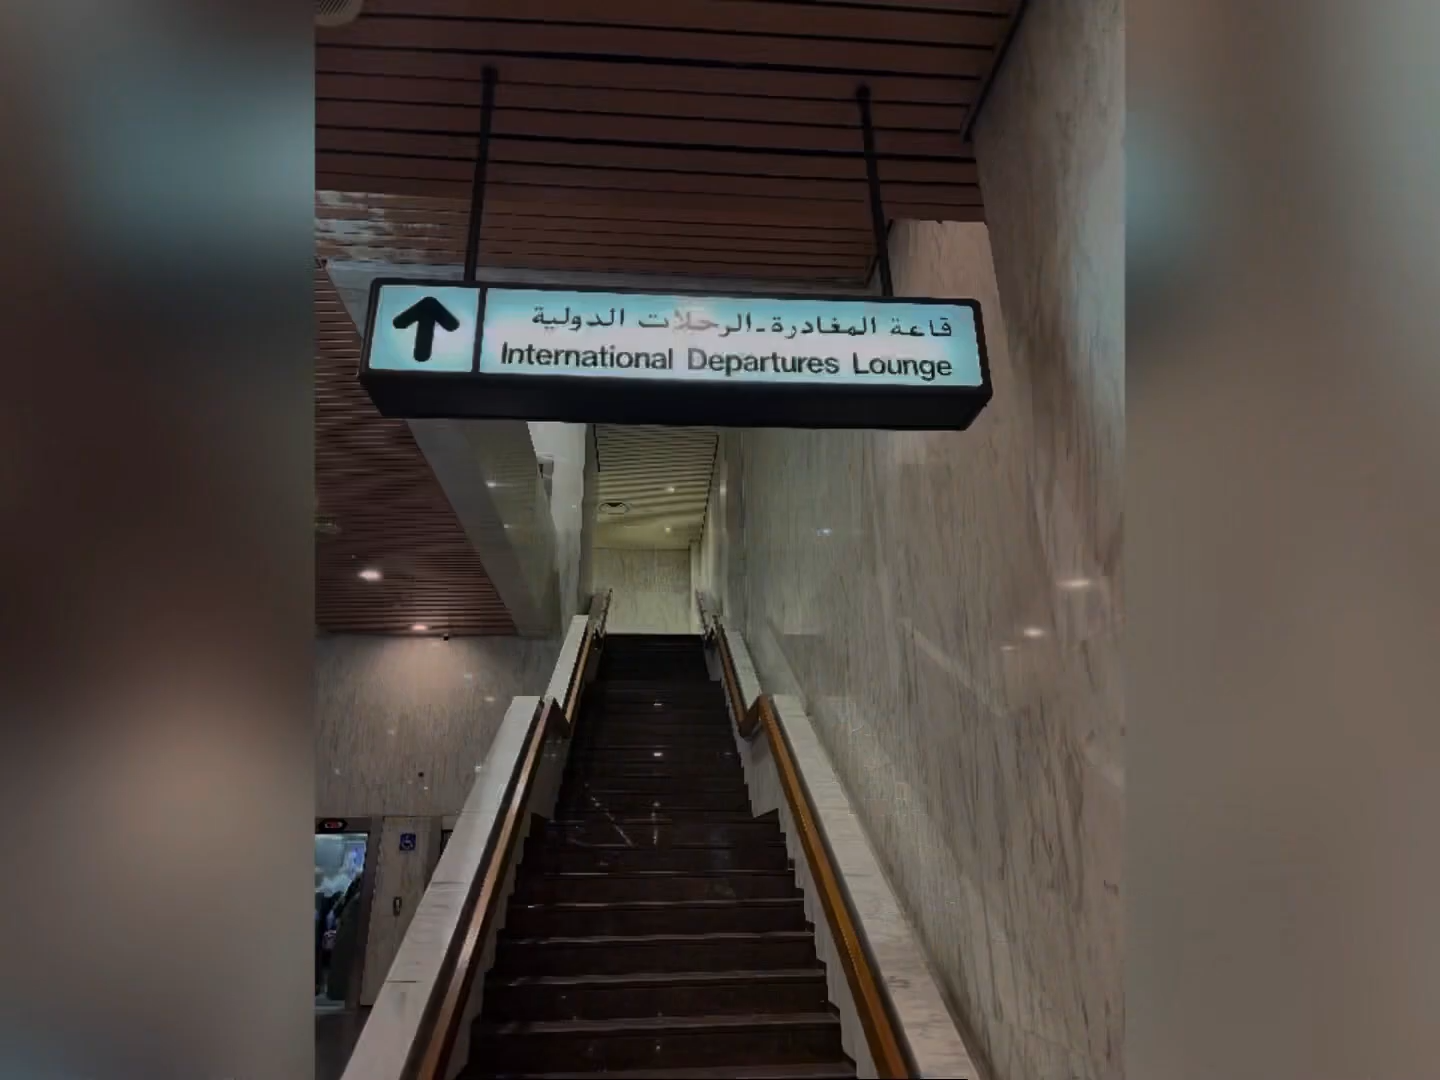 قاعة المغادرة-الرحلات الدولية
International Departures Lounge